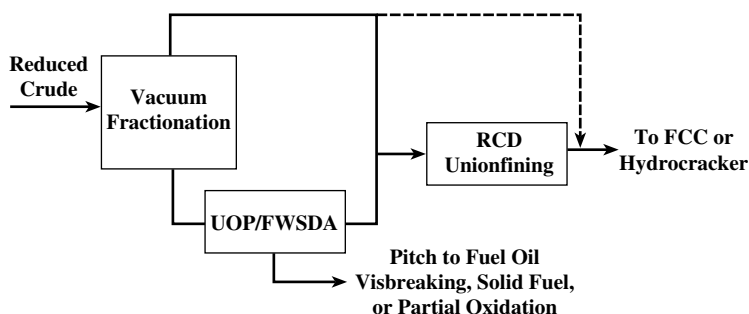 Reduced
Crude
Vacuum
Fractionation
RCD
Unionfining
To FCC or
Hydrocracker
UOP/FWSDA
Pitch to Fuel Oil
Visbreaking, Solid Fuel,
or Partial Oxidation